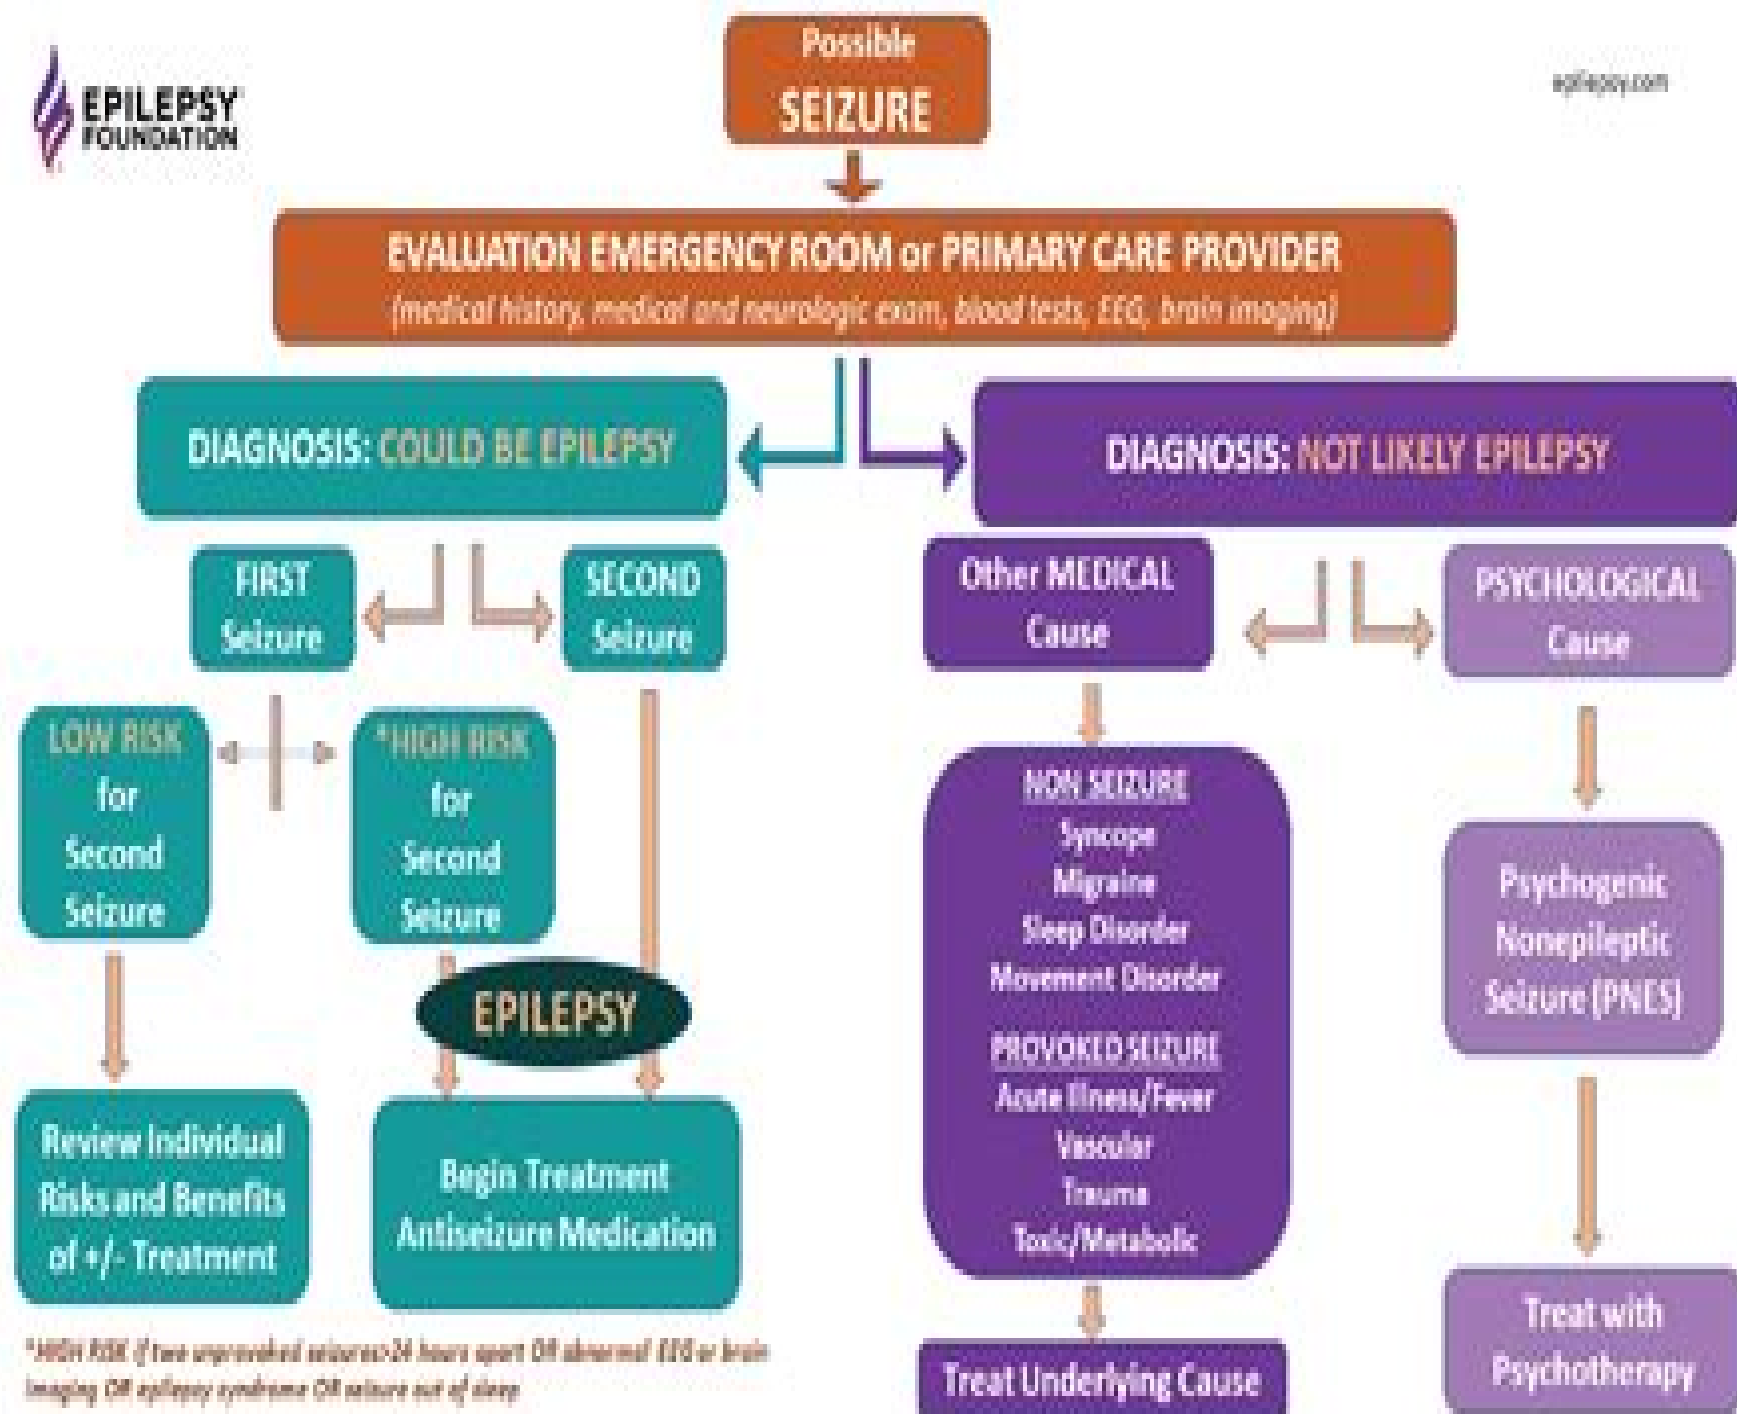 EPILEPSY
FOUNDATION
epilepsy.com
Possible
SEIZURE
EVALUATION EMERGENCY ROOM or PRIMARY CARE PROVIDER
(medical history, medical and neurologic exam, blood tests, EEG, brain imaging)
DIAGNOSIS: COULD BE EPILEPSY
DIAGNOSIS: NOT LIKELY EPILEPSY
FIRST
Seizure
SECOND
Seizure
Other MEDICAL
Cause
PSYCHOLOGICAL
Cause
LOW RISK
for
Second
Seizure
*HIGH RISK
for
Second
Seizure
EPILEPSY
Review Individual
Risks and Benefits
of +/- Treatment
Begin Treatment
Antiseizure Medication
NON SEIZURE
Syncope
Migraine
Sleep Disorder
Movement Disorder
PROVOKED SEIZURE
Acute Illness/Fever
Vascular
Trauma
Toxic/Metabolic
Treat Underlying Cause
Psychogenic
Nonepileptic
Seizure (PNES)
Treat with
Psychotherapy
*HIGH RISK if two unprovoked seizures>24 hours apart OR abnormal EEG or brain
imaging OR epilepsy syndrome OR seizure out of sleep